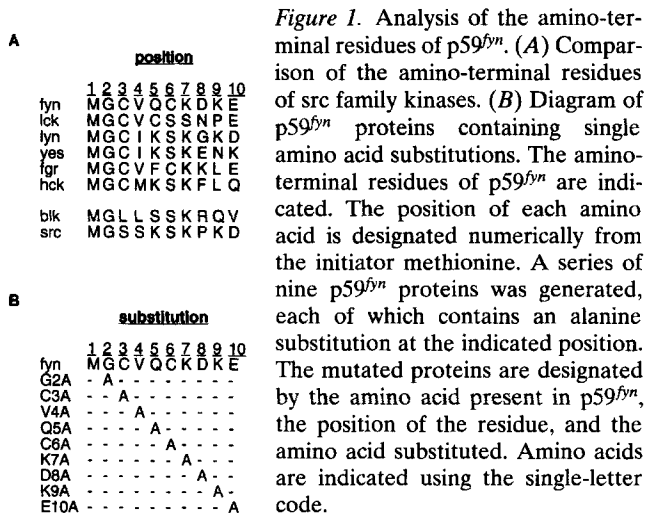 A
position
1 2 3 4 5 6 7 8 9 10
fyn M G C V Q C K D K E
lck M G C V C S S N P E
lyn M G C I K S K G K D
yes M G C I K S K E N K
fgr M G C V F C K K L E
hck M G C M K S K F L Q
blk M G L L S S K R Q V
src M G S S K S K P K D
B
substitution
1 2 3 4 5 6 7 8 9 10
fyn M G C V Q C K D K E
G2A - A - - - - - - - -
C3A - - A - - - - - - -
V4A - - - A - - - - - -
Q5A - - - - A - - - - -
C6A - - - - - A - - - -
K7A - - - - - - A - - -
D8A - - - - - - - A - -
K9A - - - - - - - - A -
E10A - - - - - - - - - A
Figure 1. Analysis of the amino-ter-
minal residues of p59fyn. (A) Compar-
ison of the amino-terminal residues
of src family kinases. (B) Diagram of
p59fyn proteins containing single
amino acid substitutions. The amino-
terminal residues of p59fyn are indi-
cated. The position of each amino
acid is designated numerically from
the initiator methionine. A series of
nine p59fyn proteins was generated,
each of which contains an alanine
substitution at the indicated position.
The mutated proteins are designated
by the amino acid present in p59fyn,
the position of the residue, and the
amino acid substituted. Amino acids
are indicated using the single-letter
code.